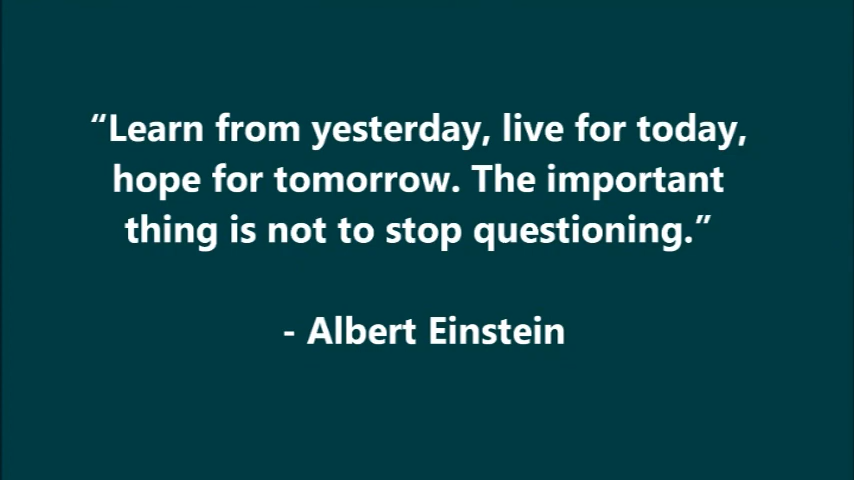 “Learn from yesterday, live for today,
hope for tomorrow. The important
thing is not to stop questioning.”
- Albert Einstein